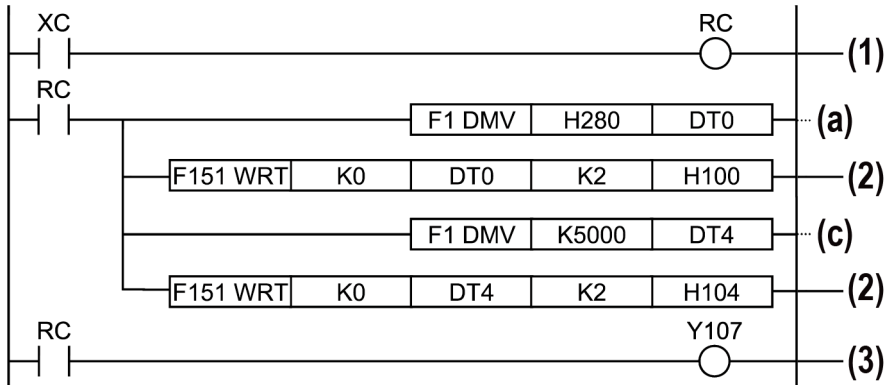 XC RC
(1)
RC
F1 DMV H280 DT0 (a)
F151 WRT K0 DT0 K2 H100 (2)
F1 DMV K5000 DT4 (c)
F151 WRT K0 DT4 K2 H104 (2)
RC Y107
(3)